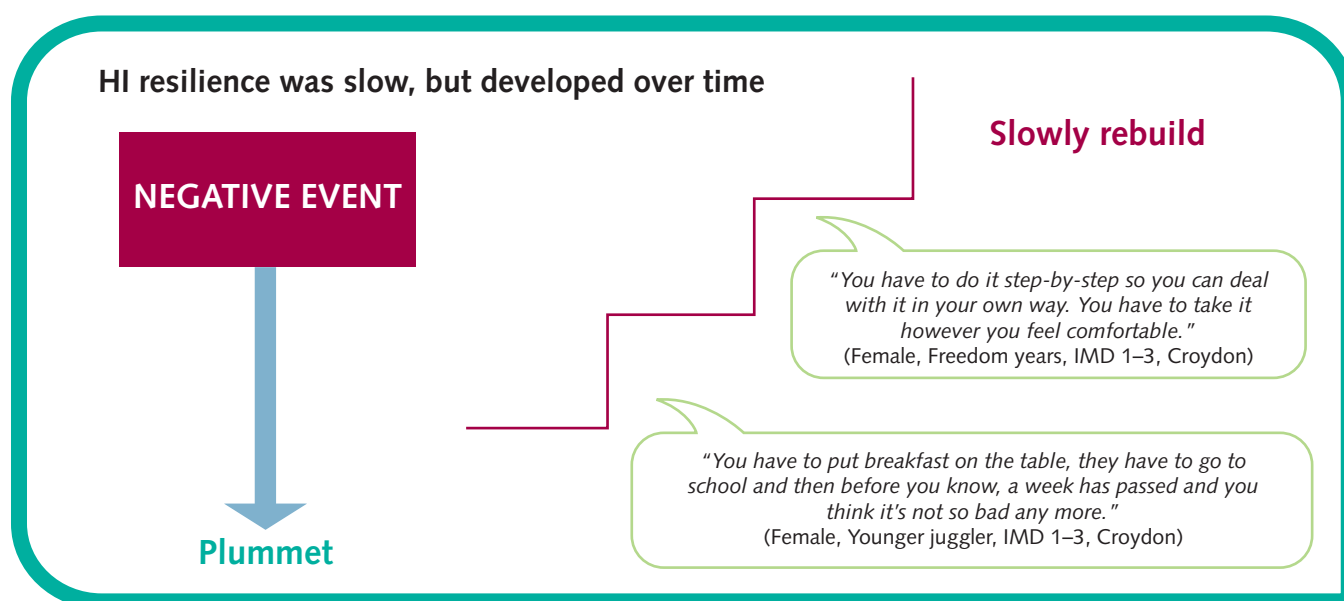 HI resilience was slow, but developed over time
NEGATIVE EVENT
Plummet
Slowly rebuild
“You have to do it step-by-step so you can deal
with it in your own way. You have to take it
however you feel comfortable.”
(Female, Freedom years, IMD 1–3, Croydon)
“You have to put breakfast on the table, they have to go to
school and then before you know, a week has passed and you
think it's not so bad any more.”
(Female, Younger juggler, IMD 1–3, Croydon)